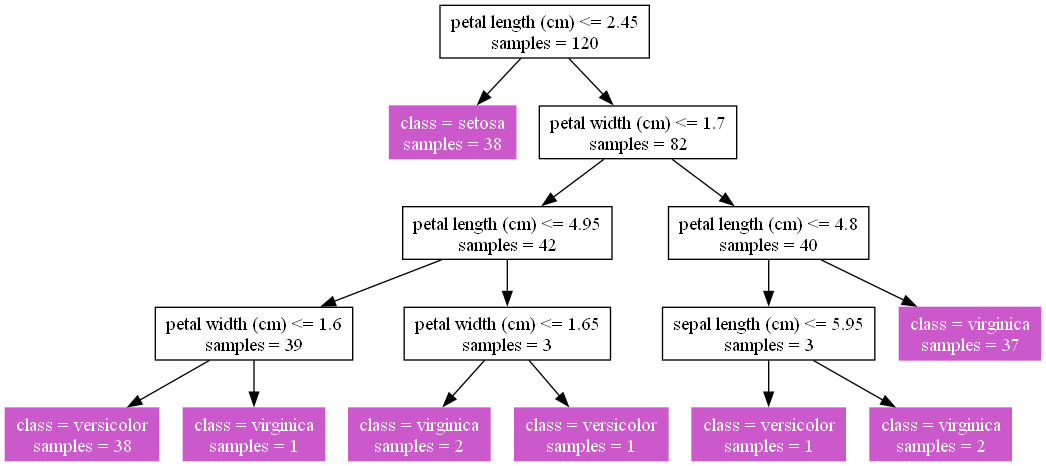 petal length (cm) <= 2.45
samples = 120
class = setosa
samples = 38
petal width (cm) <= 1.7
samples = 82
petal length (cm) <= 4.95
samples = 42
petal length (cm) <= 4.8
samples = 40
petal width (cm) <= 1.6
samples = 39
petal width (cm) <= 1.65
samples = 3
sepal length (cm) <= 5.95
samples = 3
class = virginica
samples = 37
class = versicolor
samples = 38
class = virginica
samples = 1
class = virginica
samples = 2
class = versicolor
samples = 1
class = versicolor
samples = 1
class = virginica
samples = 2